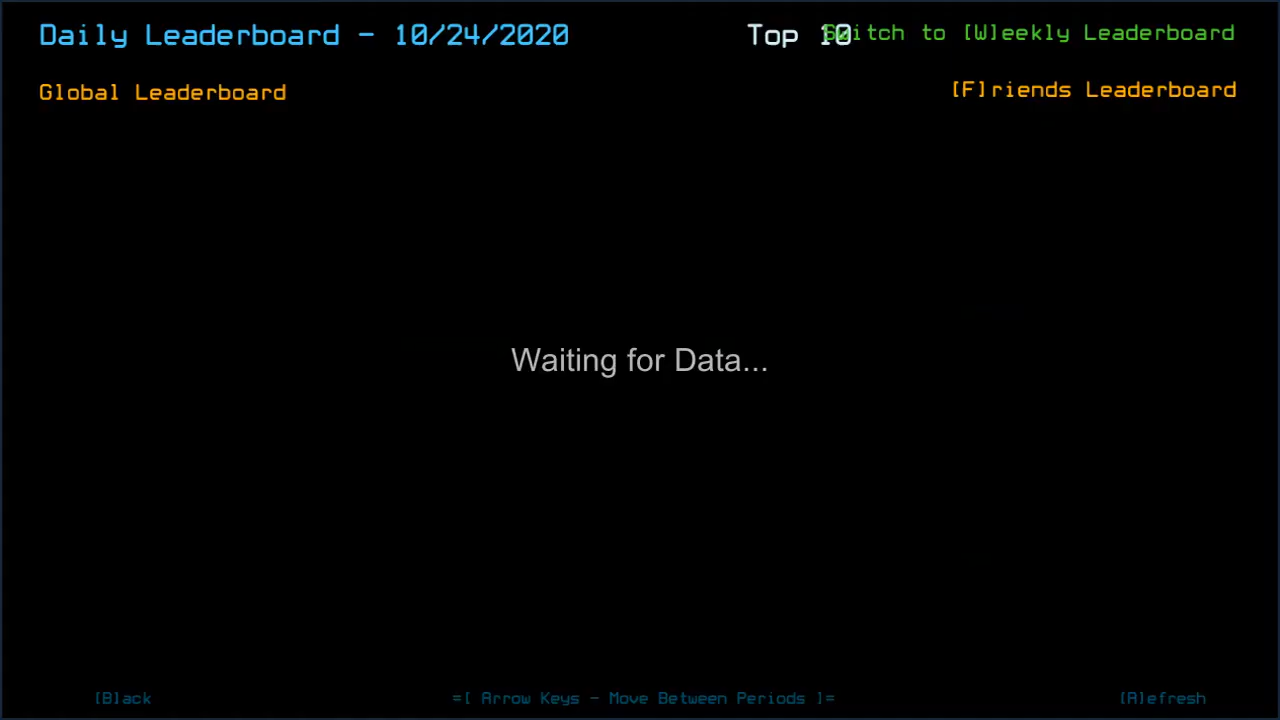 Daily Leaderboard - 10/24/2020 Top 10 Switch to [W]eekly Leaderboard
Global Leaderboard [F]riends Leaderboard
Waiting for Data...
[B]ack =[ Arrow Keys - Move Between Periods ]= [R]efresh